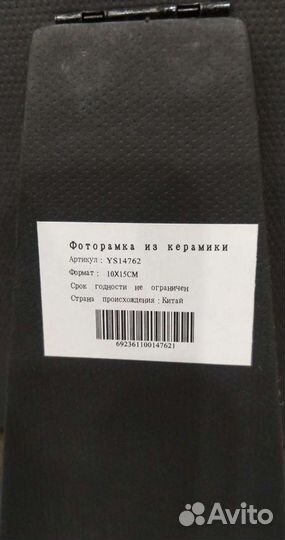 Фоторамка из керамики
Артикул: YS14762
Формат: 10X15CM
Срок годности не ограничен
Страна происхождения: Китай
6923611001476​21
Avito